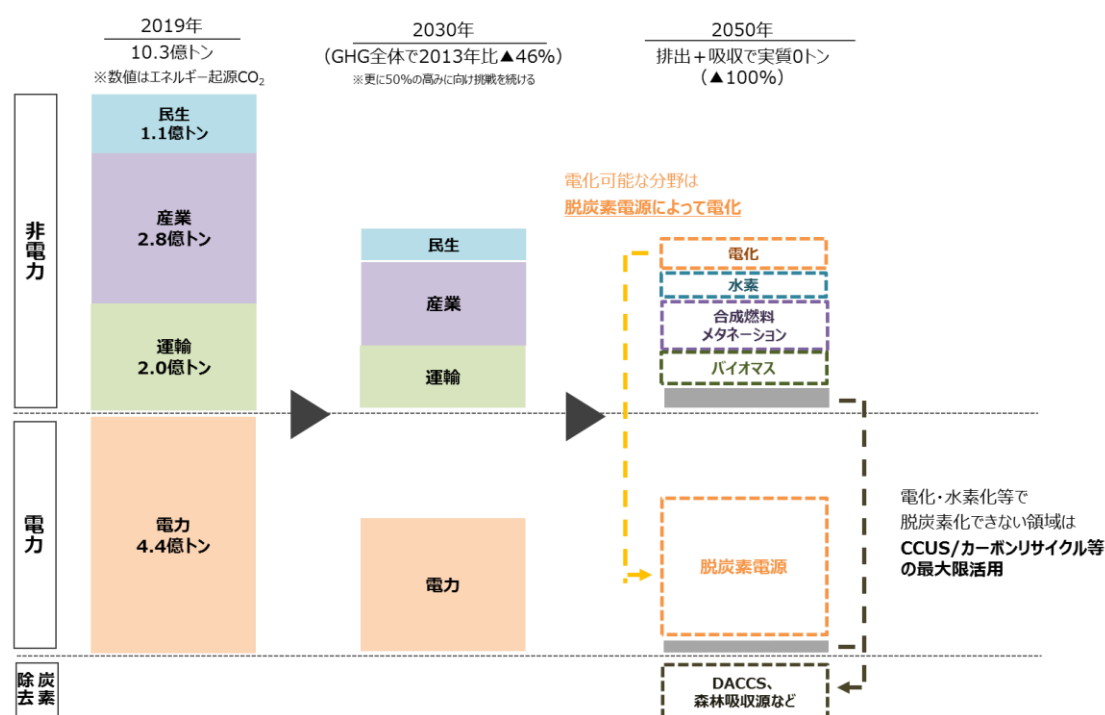 2019年
10.3億トン
※数値はエネルギー起源CO2
2030年
(GHG全体で2013年比▲46%)
※更に50%の高みに向け挑戦を続ける
2050年
排出+吸収で実質0トン
(▲100%)
非電力
民生
1.1億トン
産業
2.8億トン
運輸
2.0億トン
民生
産業
運輸
電化可能な分野は
脱炭素電源によって電化
電化
水素
合成燃料
メタネーション
バイオマス
電力
電力
4.4億トン
電力
脱炭素電源
電化・水素化等で
脱炭素化できない領域は
CCUS/カーボンリサイクル等
の最大限活用
炭素除去
DACCS、
森林吸収源など